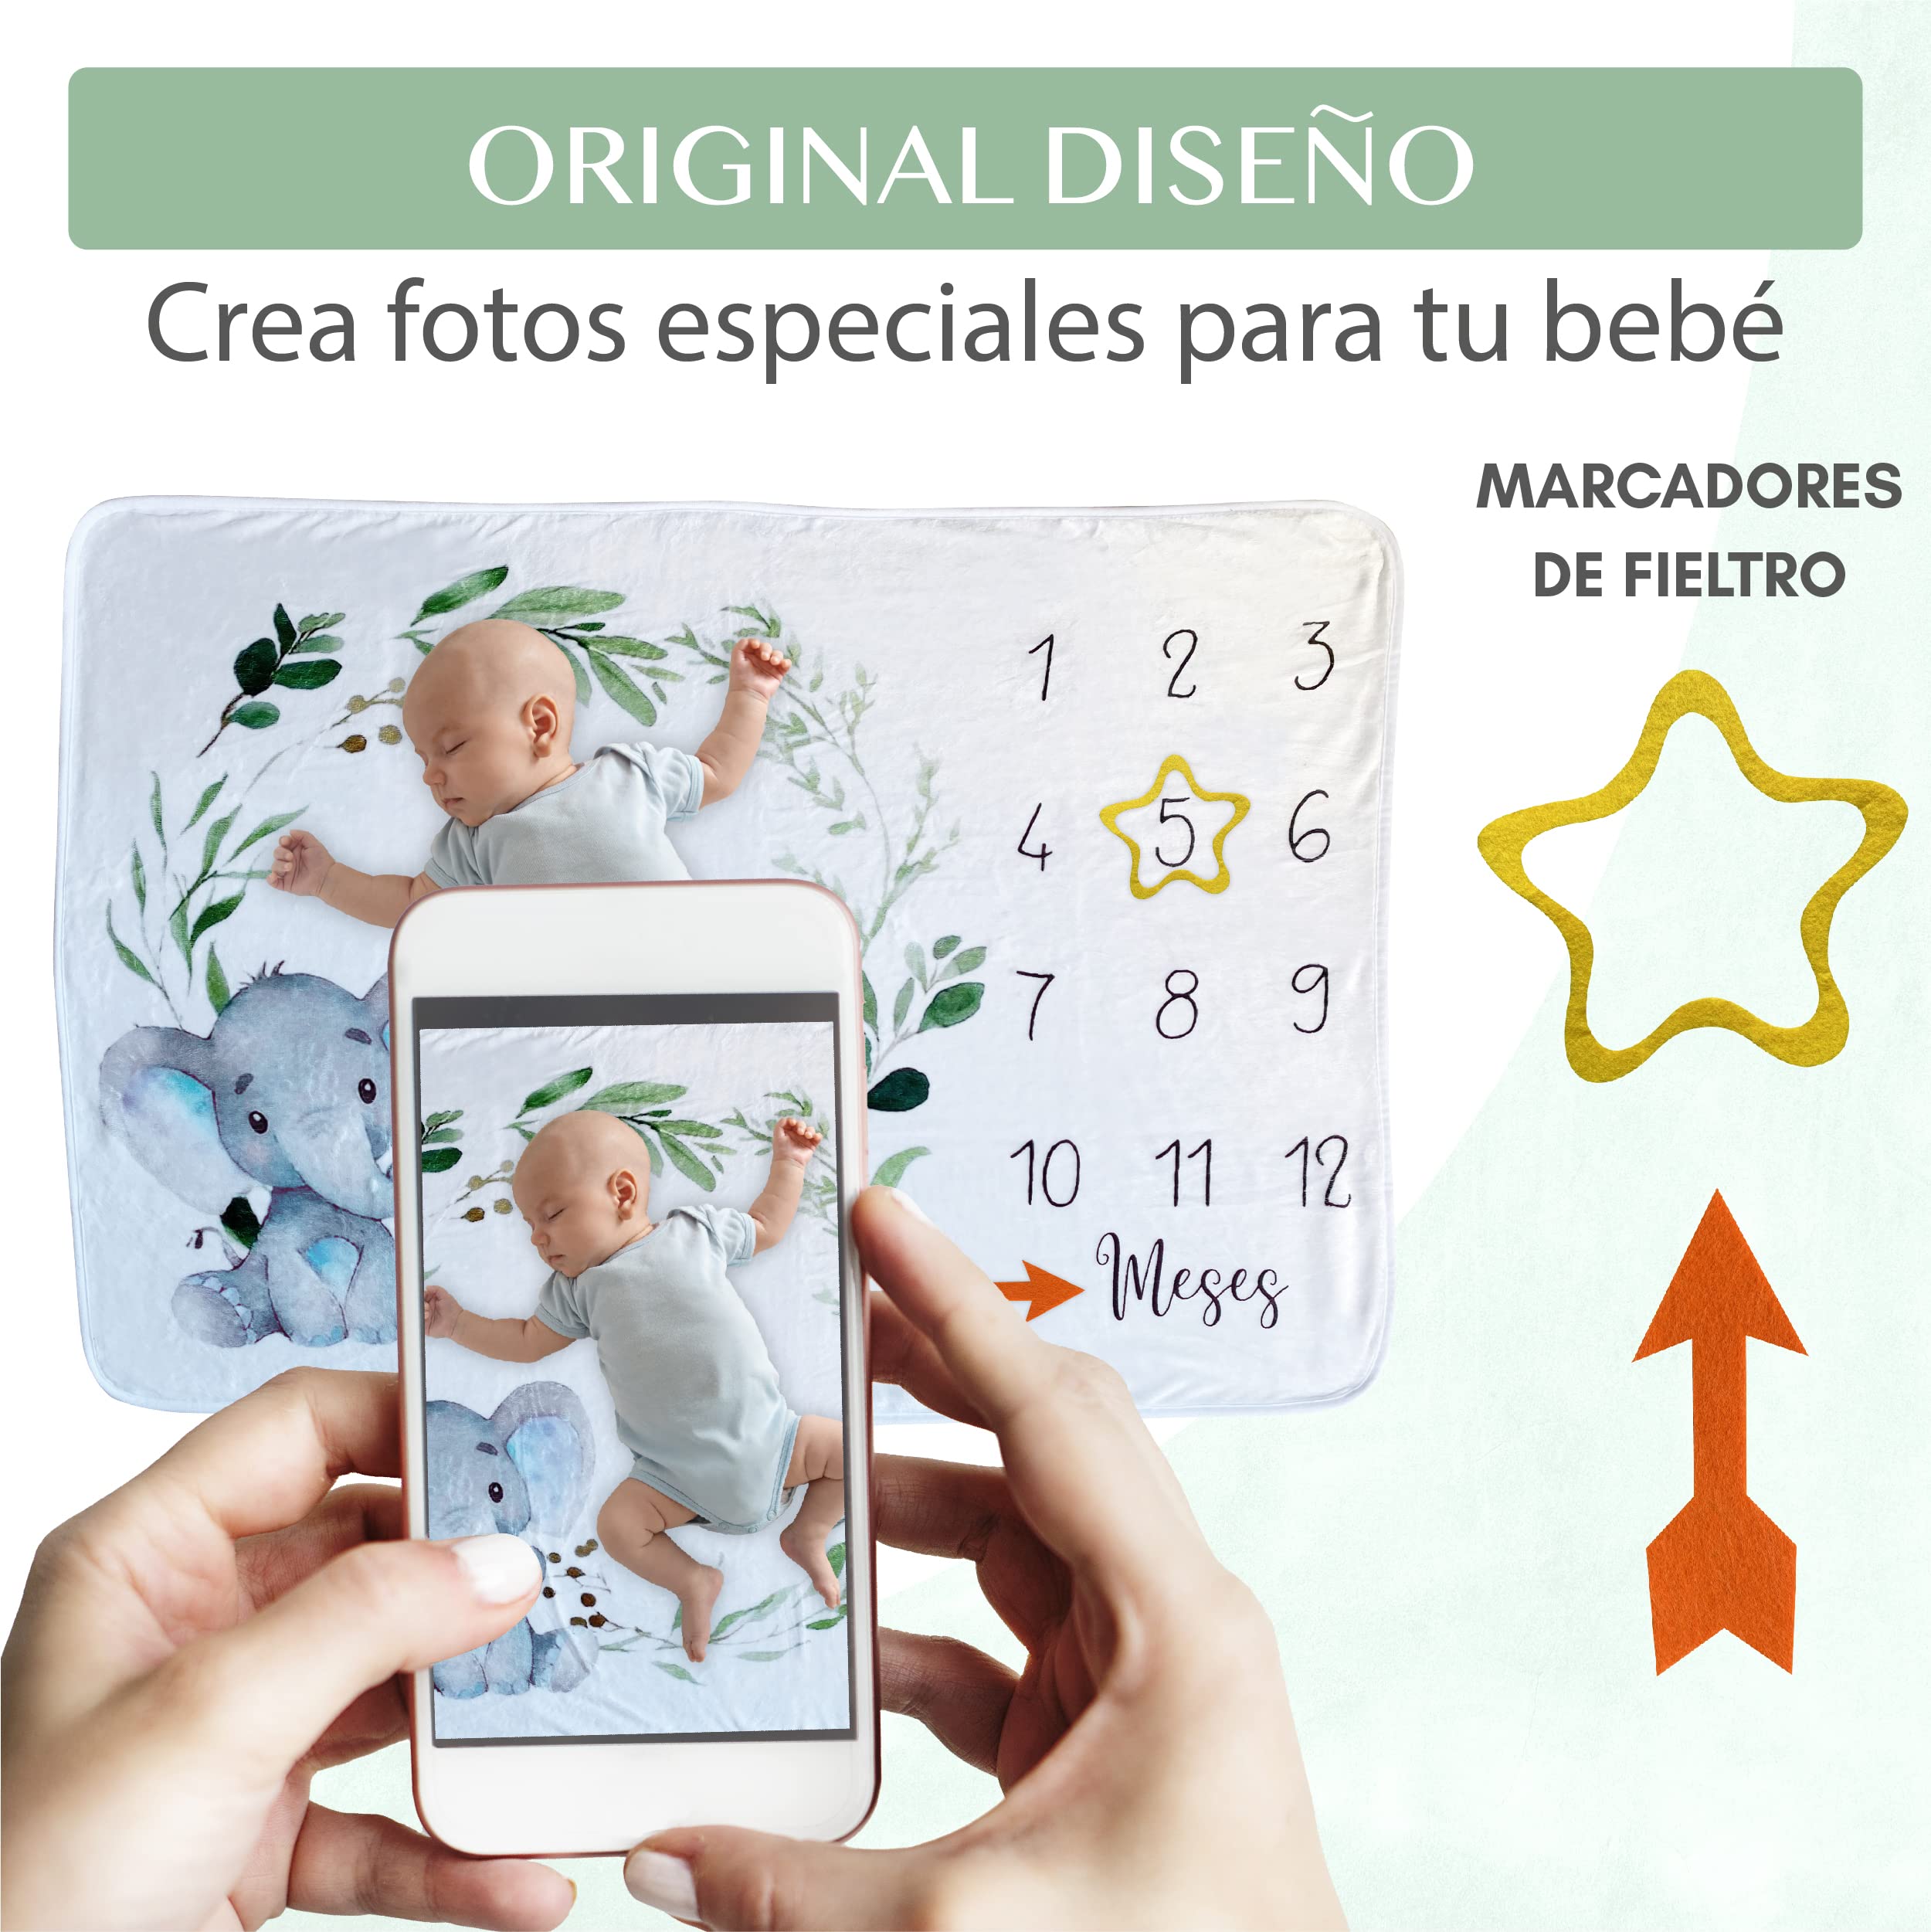 ORIGINAL DISEÑO
Crea fotos especiales para tu bebé
MARCADORES
DE FIELTRO
1 2 3
4 5 6
7 8 9
10 11 12
Meses